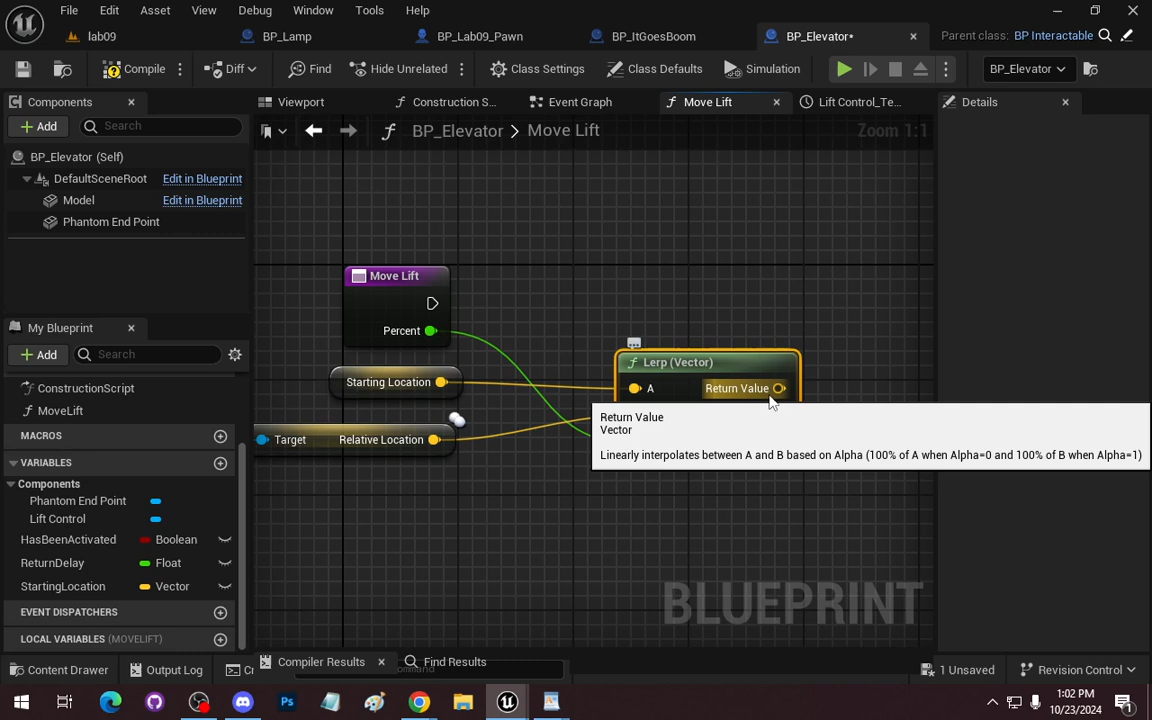 File Edit Asset View Debug Window Tools Help
lab09 BP_Lamp BP_Lab09_Pawn BP_ItGoesBoom BP_Elevator• Parent class: BP Interactable
Compile Diff Find Hide Unrelated Class Settings Class Defaults Simulation BP_Elevator
Components Viewport Construction S... Event Graph Move Lift Lift Control_Te... Details
Add Search BP_Elevator > Move Lift Zoom 1:1
BP_Elevator (Self)
DefaultSceneRoot Edit in Blueprint
Model Edit in Blueprint
Phantom End Point
Move Lift
Percent
My Blueprint
Add Search
Lerp (Vector)
Starting Location A Return Value
ConstructionScript
MoveLift
Return Value
Vector
MACROS
Target Relative Location
Linearly interpolates between A and B based on Alpha (100% of A when Alpha=0 and 100% of B when Alpha=1)
VARIABLES
Components
Phantom End Point
Lift Control
HasBeenActivated Boolean
ReturnDelay Float
StartingLocation Vector
BLUEPRINT
EVENT DISPATCHERS
LOCAL VARIABLES (MOVELIFT)
Compiler Results Find Results
Content Drawer Output Log 1 Unsaved Revision Control
1:02 PM
10/23/2024